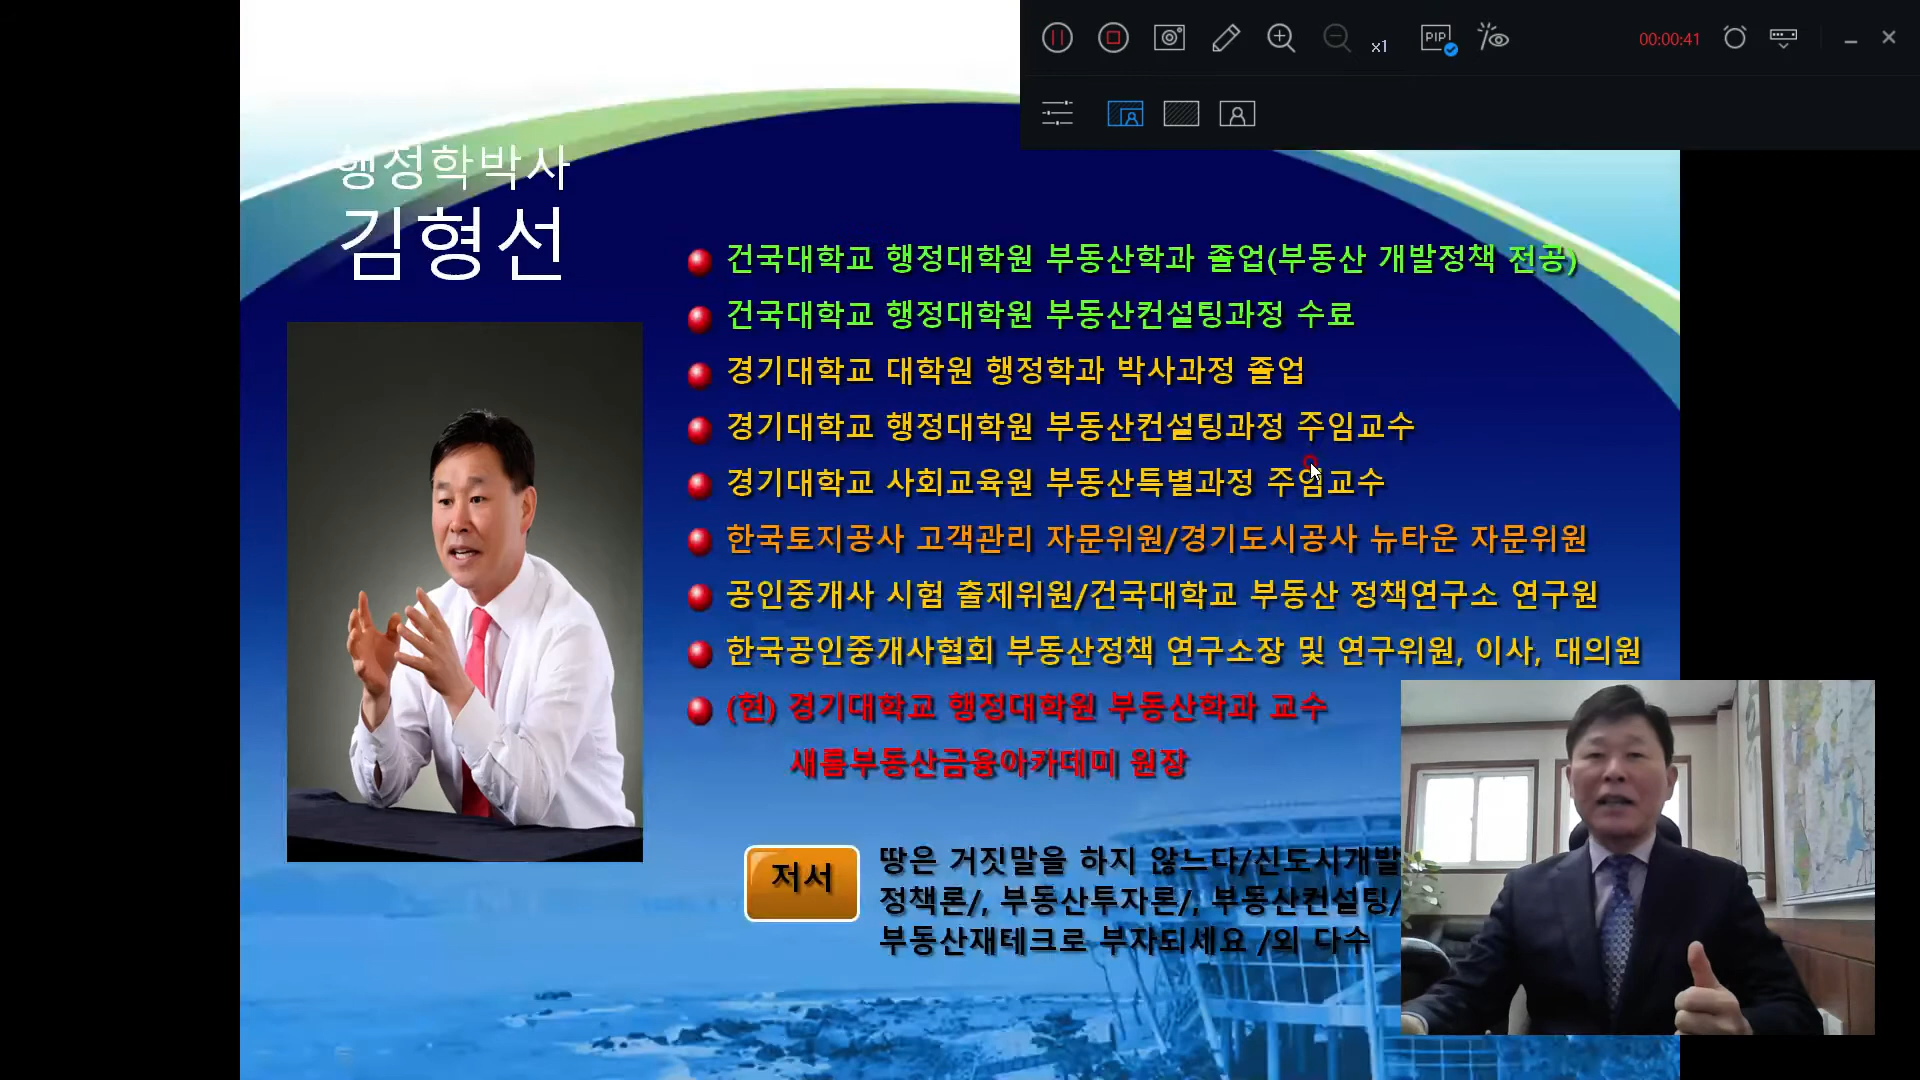 x1
PIP
00:00:41
행정학박사
김형선
건국대학교 행정대학원 부동산학과 졸업(부동산 개발정책 전공)
건국대학교 행정대학원 부동산컨설팅과정 수료
경기대학교 대학원 행정학과 박사과정 졸업
경기대학교 행정대학원 부동산컨설팅과정 주임교수
경기대학교 사회교육원 부동산특별과정 주임교수
한국토지공사 고객관리 자문위원/경기도시공사 뉴타운 자문위원
공인중개사 시험 출제위원/건국대학교 부동산 정책연구소 연구원
한국공인중개사협회 부동산정책 연구소장 및 연구위원, 이사, 대의원
(현) 경기대학교 행정대학원 부동산학과 교수
새롬부동산금융아카데미 원장
저서
땅은 거짓말을 하지 않느다/신도시개발
정책론/, 부동산투자론/, 부동산컨설팅/
부동산재테크로 부자되세요 /외 다수